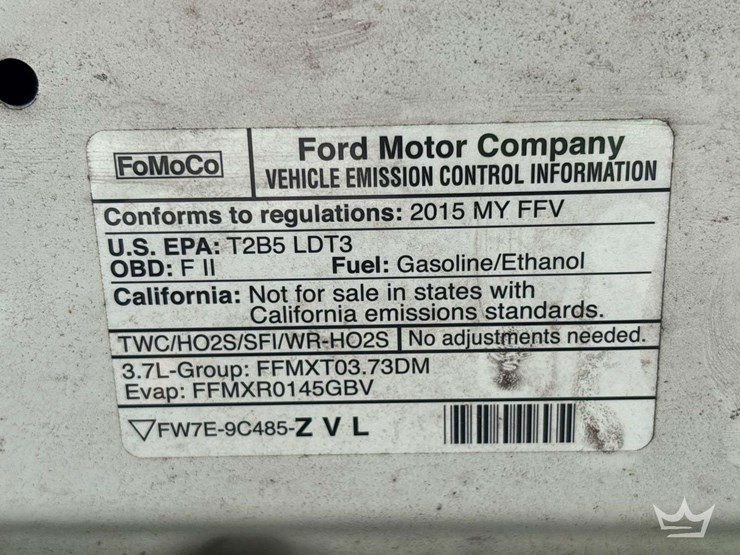 FoMoCo
Ford Motor Company
VEHICLE EMISSION CONTROL INFORMATION
Conforms to regulations: 2015 MY FFV
U.S. EPA: T2B5 LDT3
OBD: F II Fuel: Gasoline/Ethanol
California: Not for sale in states with
California emissions standards.
TWC/HO2S/SFI/WR-HO2S No adjustments needed.
3.7L-Group: FFMXT03.73DM
Evap: FFMXR0145GBV
FW7E-9C485-Z V L